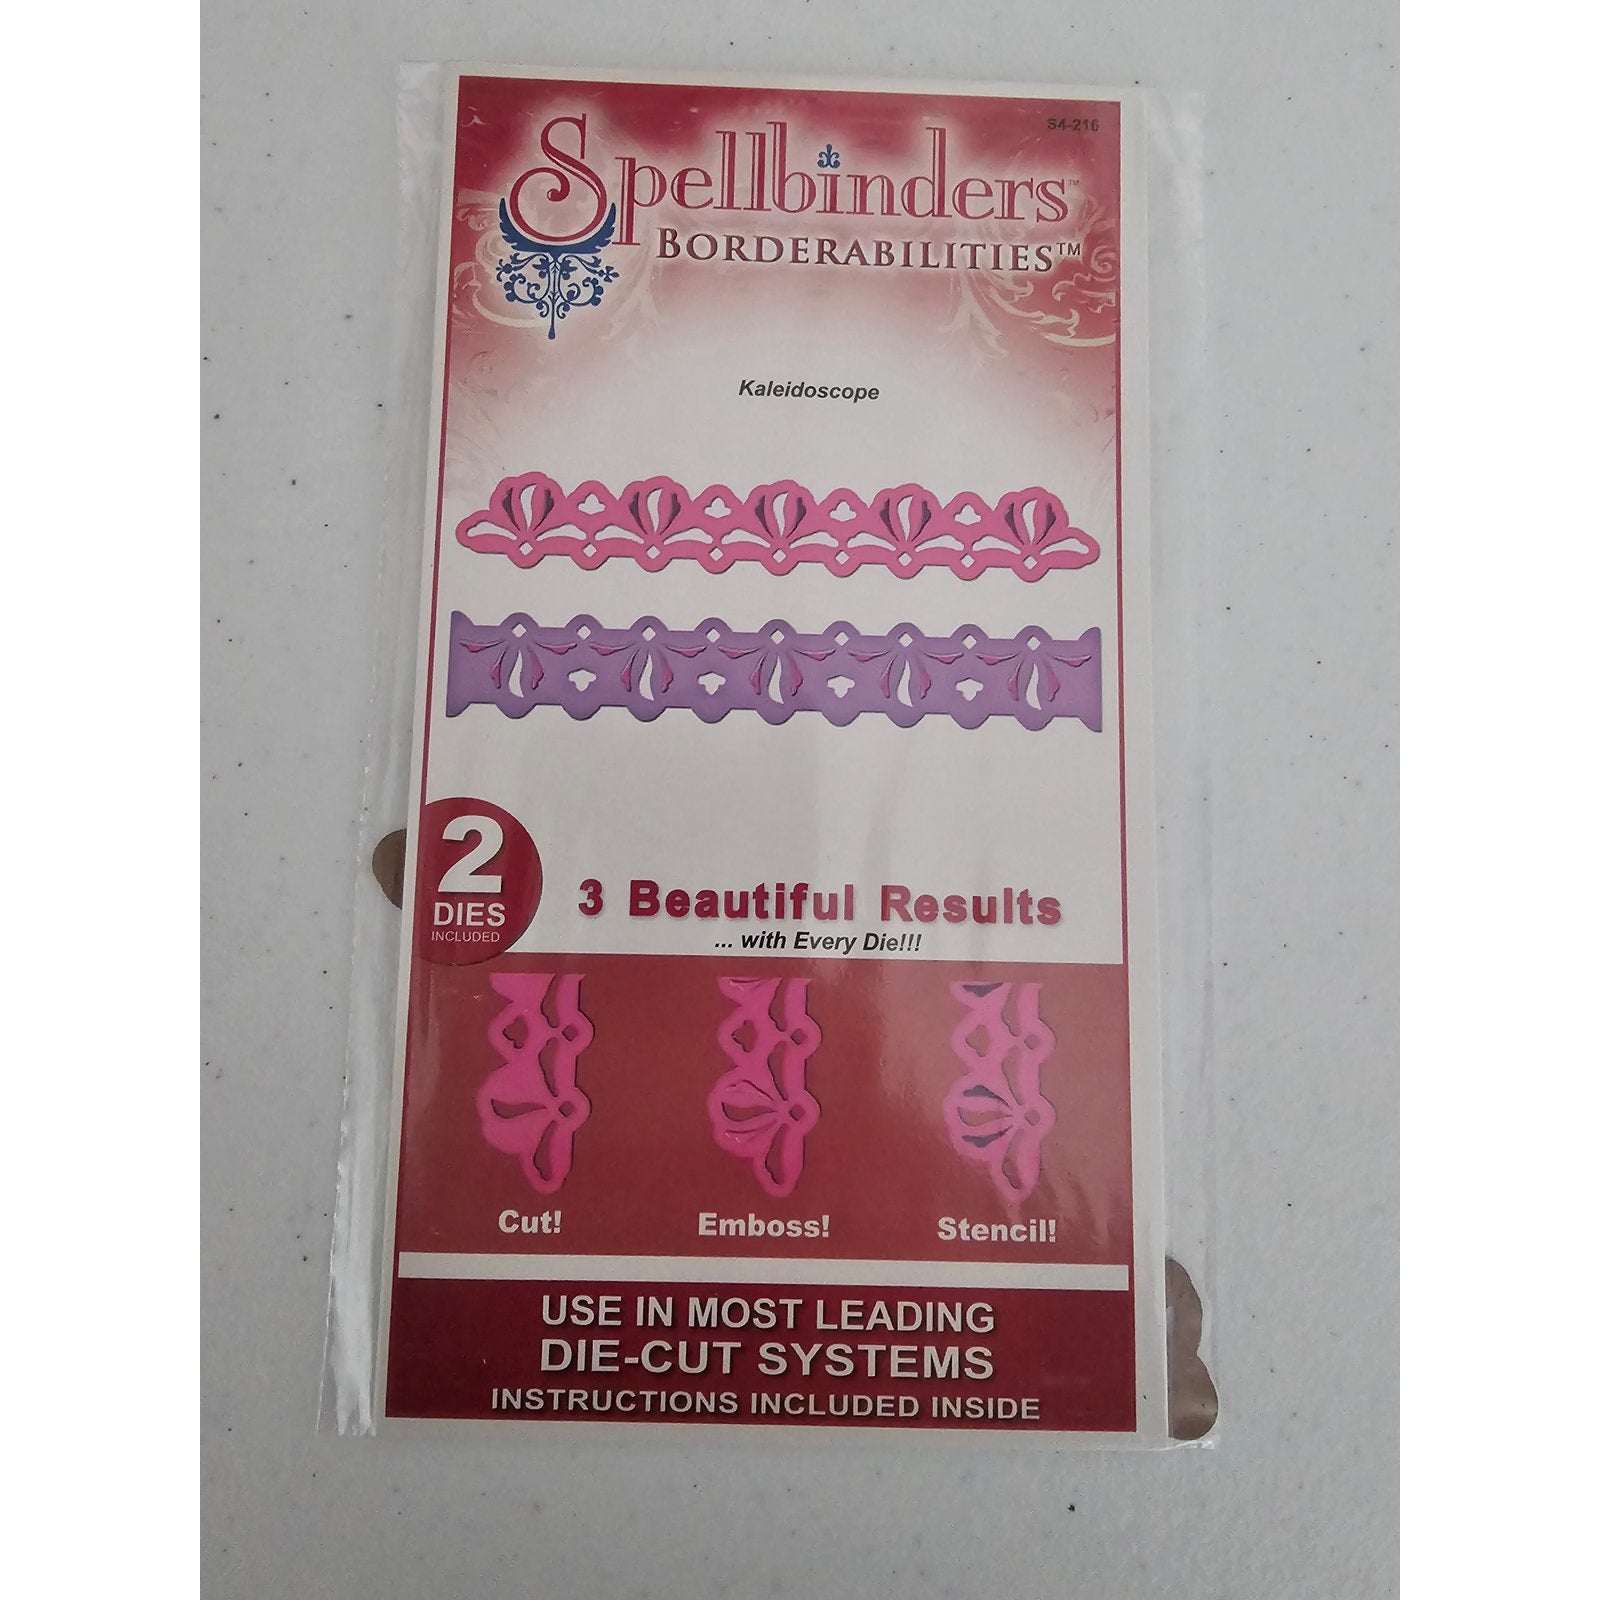 S4-216
Spellbinders™
BORDERABILITIES™
Kaleidoscope
2
DIES
INCLUDED
3 Beautiful Results
... with Every Die!!!
Cut! Emboss! Stencil!
USE IN MOST LEADING
DIE-CUT SYSTEMS
INSTRUCTIONS INCLUDED INSIDE